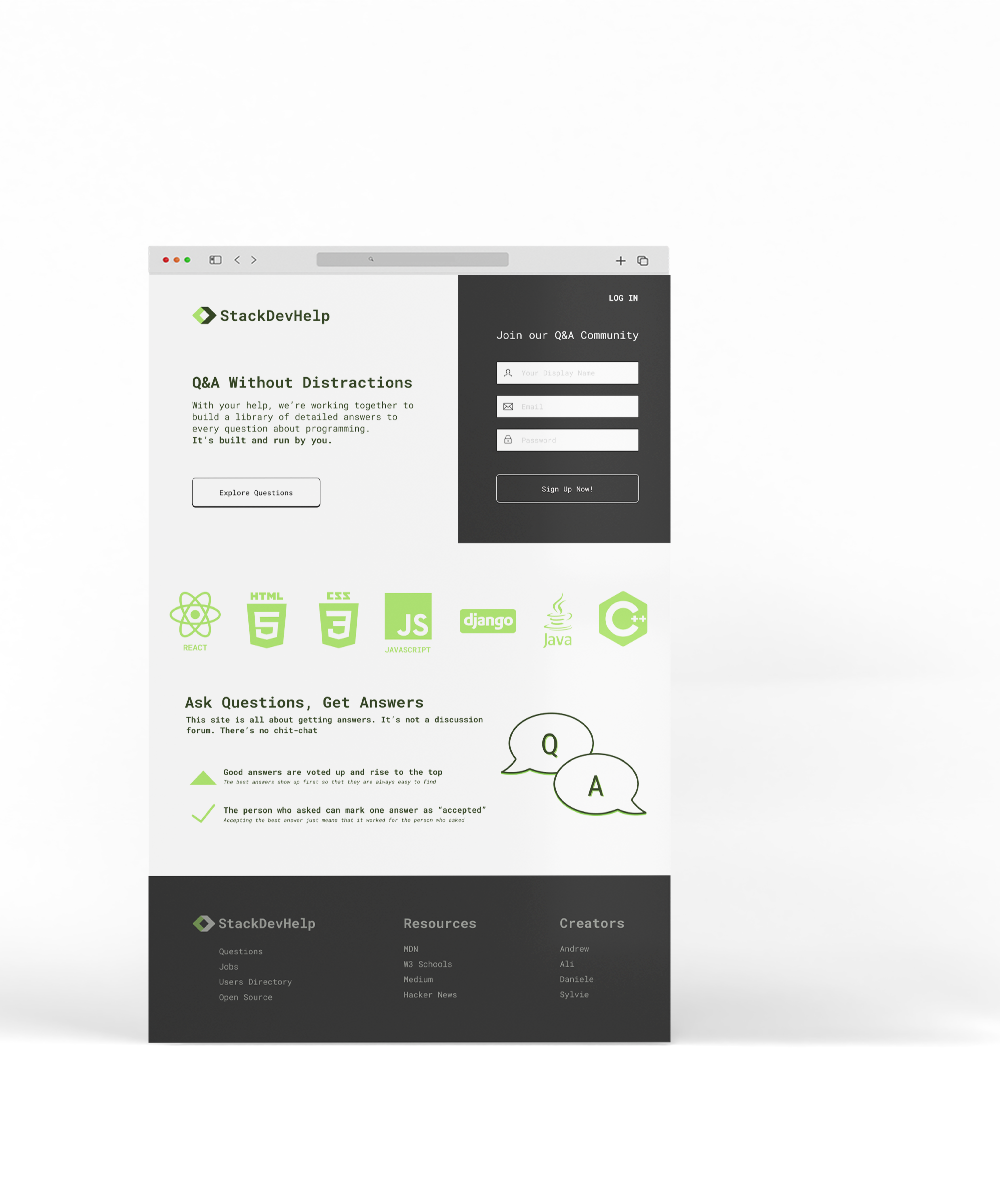 StackDevHelp
Q&A Without Distractions
With your help, we're working together to
build a library of detailed answers to
every question about programming.
It's built and run by you.
Explore Questions
LOG IN
Join our Q&A Community
Your Display Name
Email
Password
Sign Up Now!
REACT
HTML
5
CSS
3
JS
JAVASCRIPT
django
Java
C++
Ask Questions, Get Answers
This site is all about getting answers. It's not a discussion
forum. There's no chit-chat
Good answers are voted up and rise to the top
The best answers show up first so that they are always easy to find
The person who asked can mark one answer as “accepted”
Accepting the best answer just means that it worked for the person who asked
Q
A
StackDevHelp
Questions
Jobs
Users Directory
Open Source
Resources
MDN
W3 Schools
Medium
Hacker News
Creators
Andrew
Ali
Daniele
Sylvie